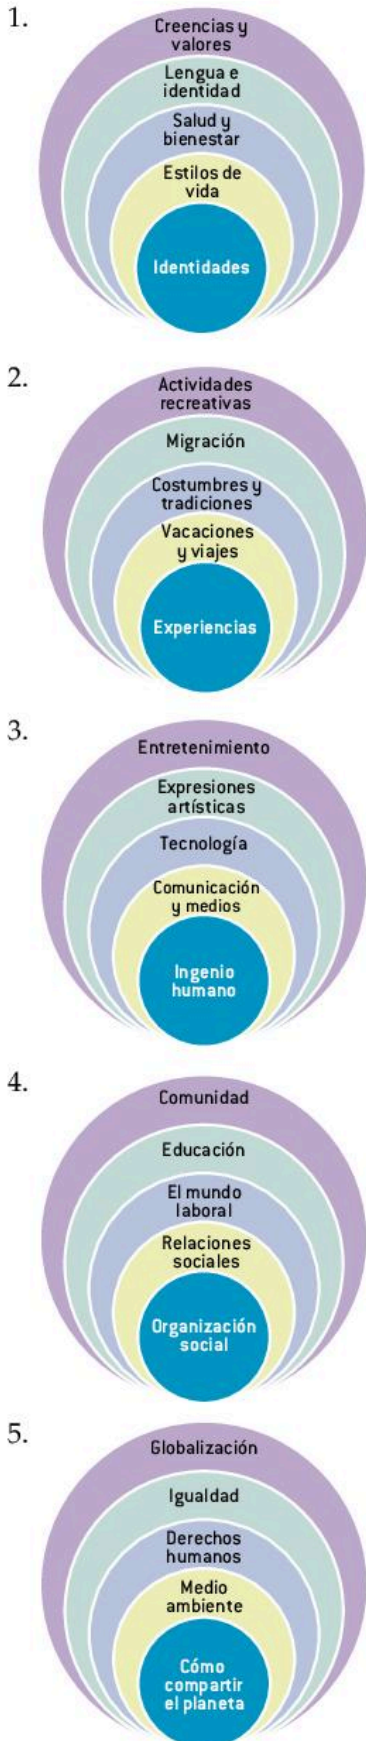 1.
Creencias y
valores
Lengua e
identidad
Salud y
bienestar
Estilos de
vida
Identidades
2.
Actividades
recreativas
Migración
Costumbres y
tradiciones
Vacaciones
y viajes
Experiencias
3.
Entretenimiento
Expresiones
artísticas
Tecnología
Comunicación
y medios
Ingenio
humano
4.
Comunidad
Educación
El mundo
laboral
Relaciones
sociales
Organización
social
5.
Globalización
Igualdad
Derechos
humanos
Medio
ambiente
Cómo
compartir
el planeta